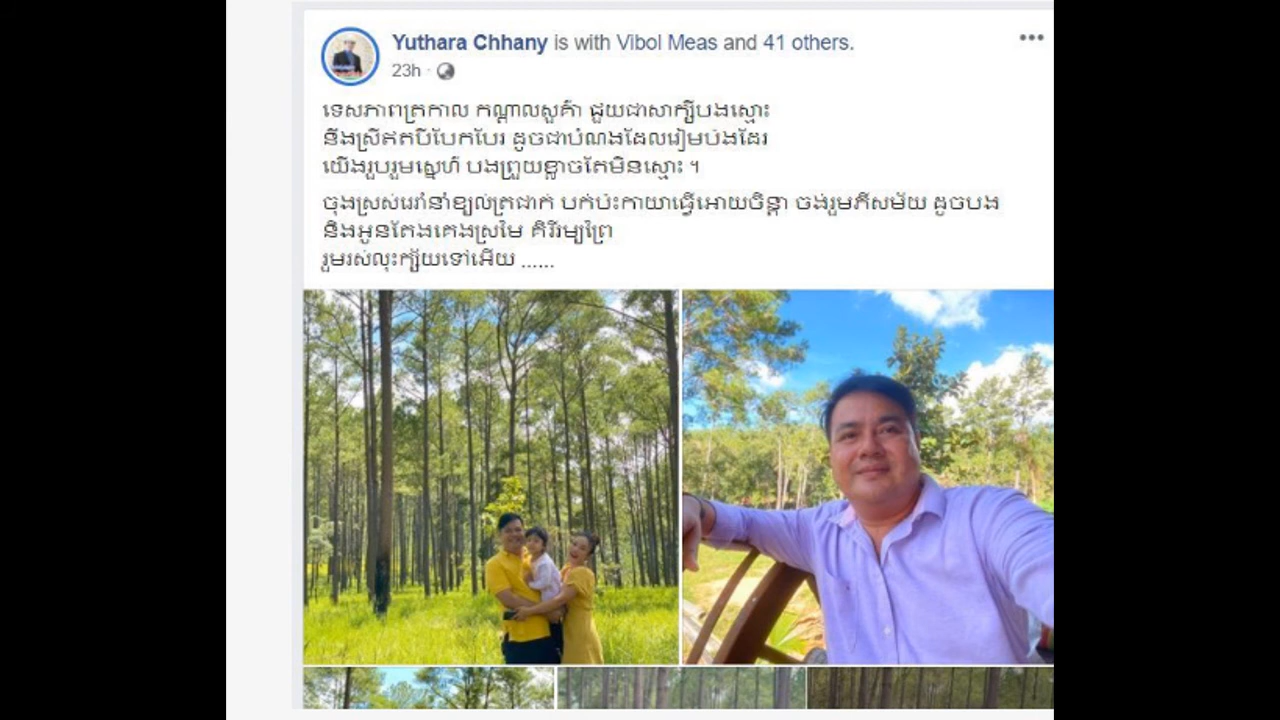 Yuthara Chhany is with Vibol Meas and 41 others.
23h ·
ទេសភាពត្រកាល កណ្ដាលសួគ៌ា ជួយជាសាក្សីបងស្មោះ
នឹងស្រីឥតបីបែកបែរ ដូចជាបំណងដែលរៀមប៉ងដែរ
យើងរួបរួមស្នេហ៍ បងព្រួយខ្លាចតែមិនស្មោះ ។
ចុងស្រល់រេរាំនាំខ្យល់ត្រជាក់ បក់ប៉ះកាយាធ្វើអោយចិន្តា ចង់រួមភិសម័យ ដូចបង
និងអូនតែងគេងស្រមៃ គិរីរម្យព្រៃ
រួមរស់លុះក្ស័យទៅអើយ ......